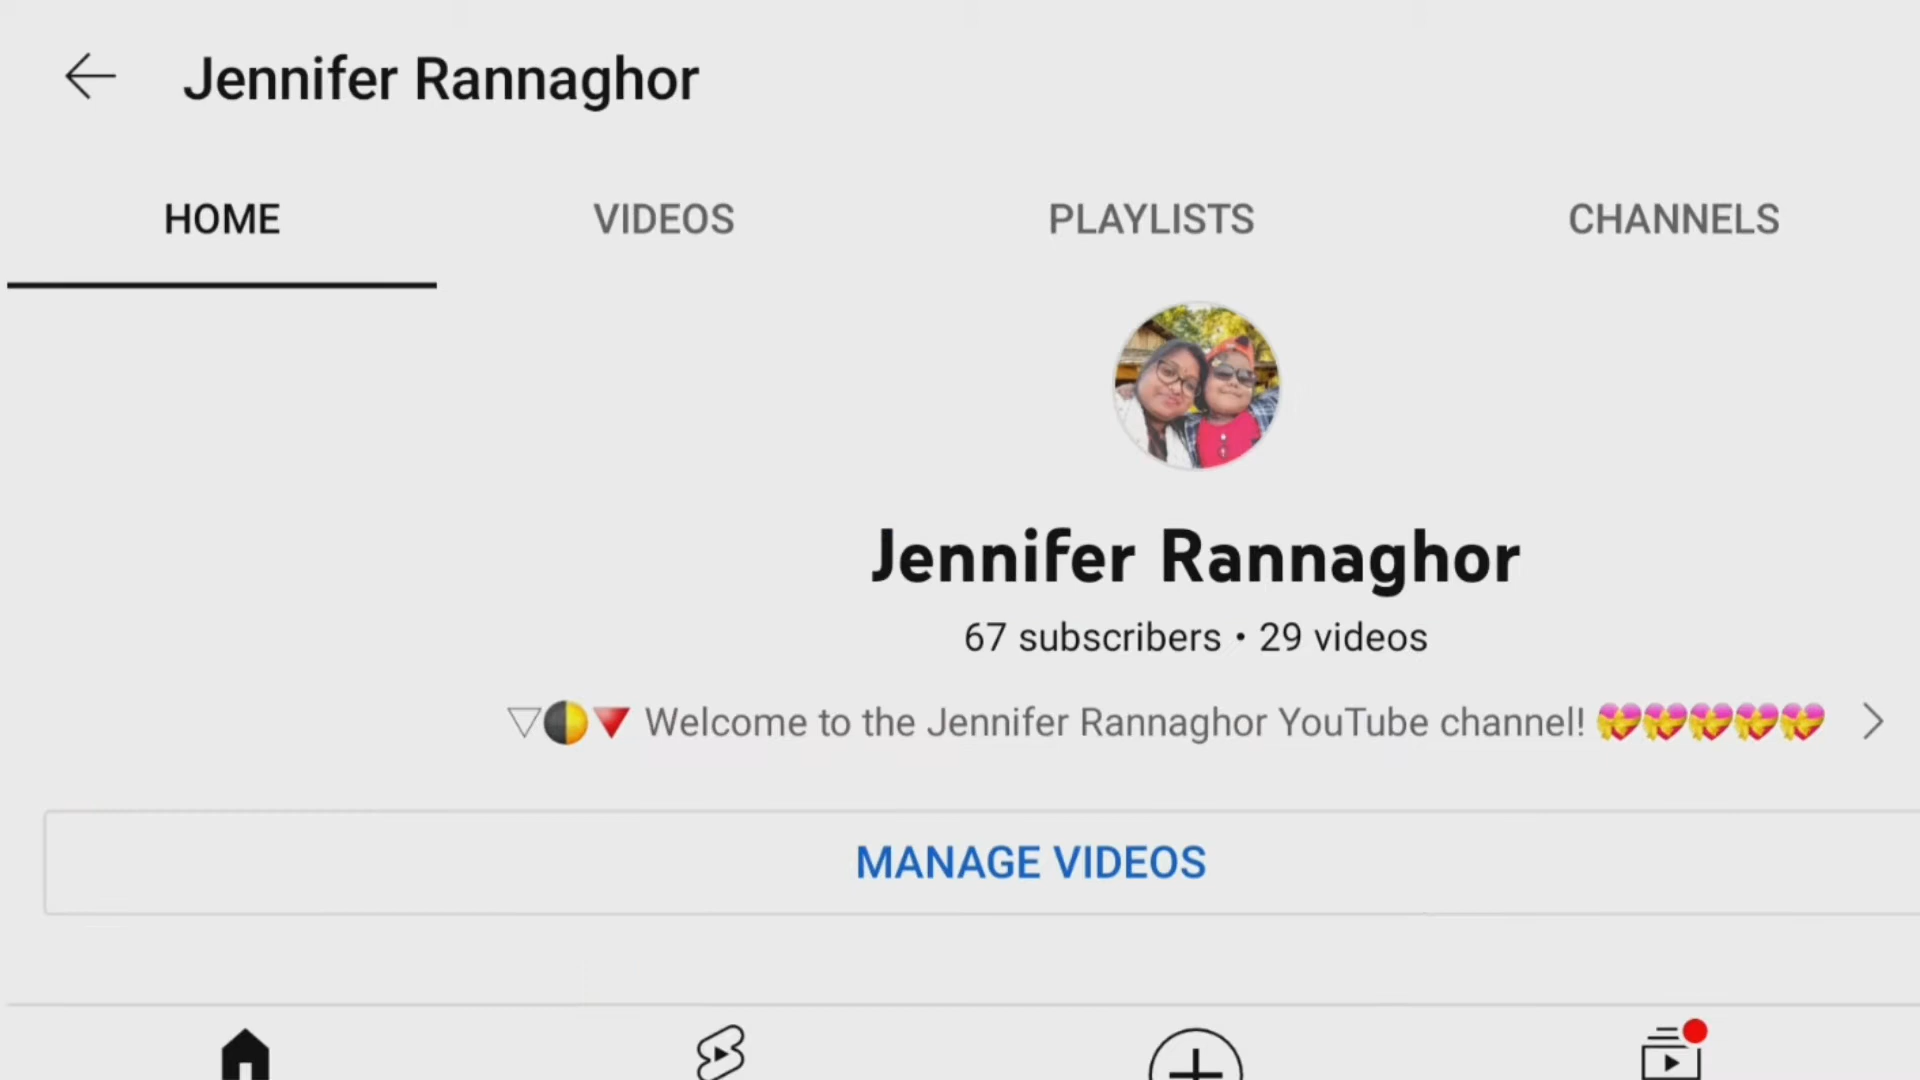 Jennifer Rannaghor
HOME VIDEOS PLAYLISTS CHANNELS
Jennifer Rannaghor
67 subscribers • 29 videos
▽🌗🔻 Welcome to the Jennifer Rannaghor YouTube channel! 💝💝💝💝💝
MANAGE VIDEOS